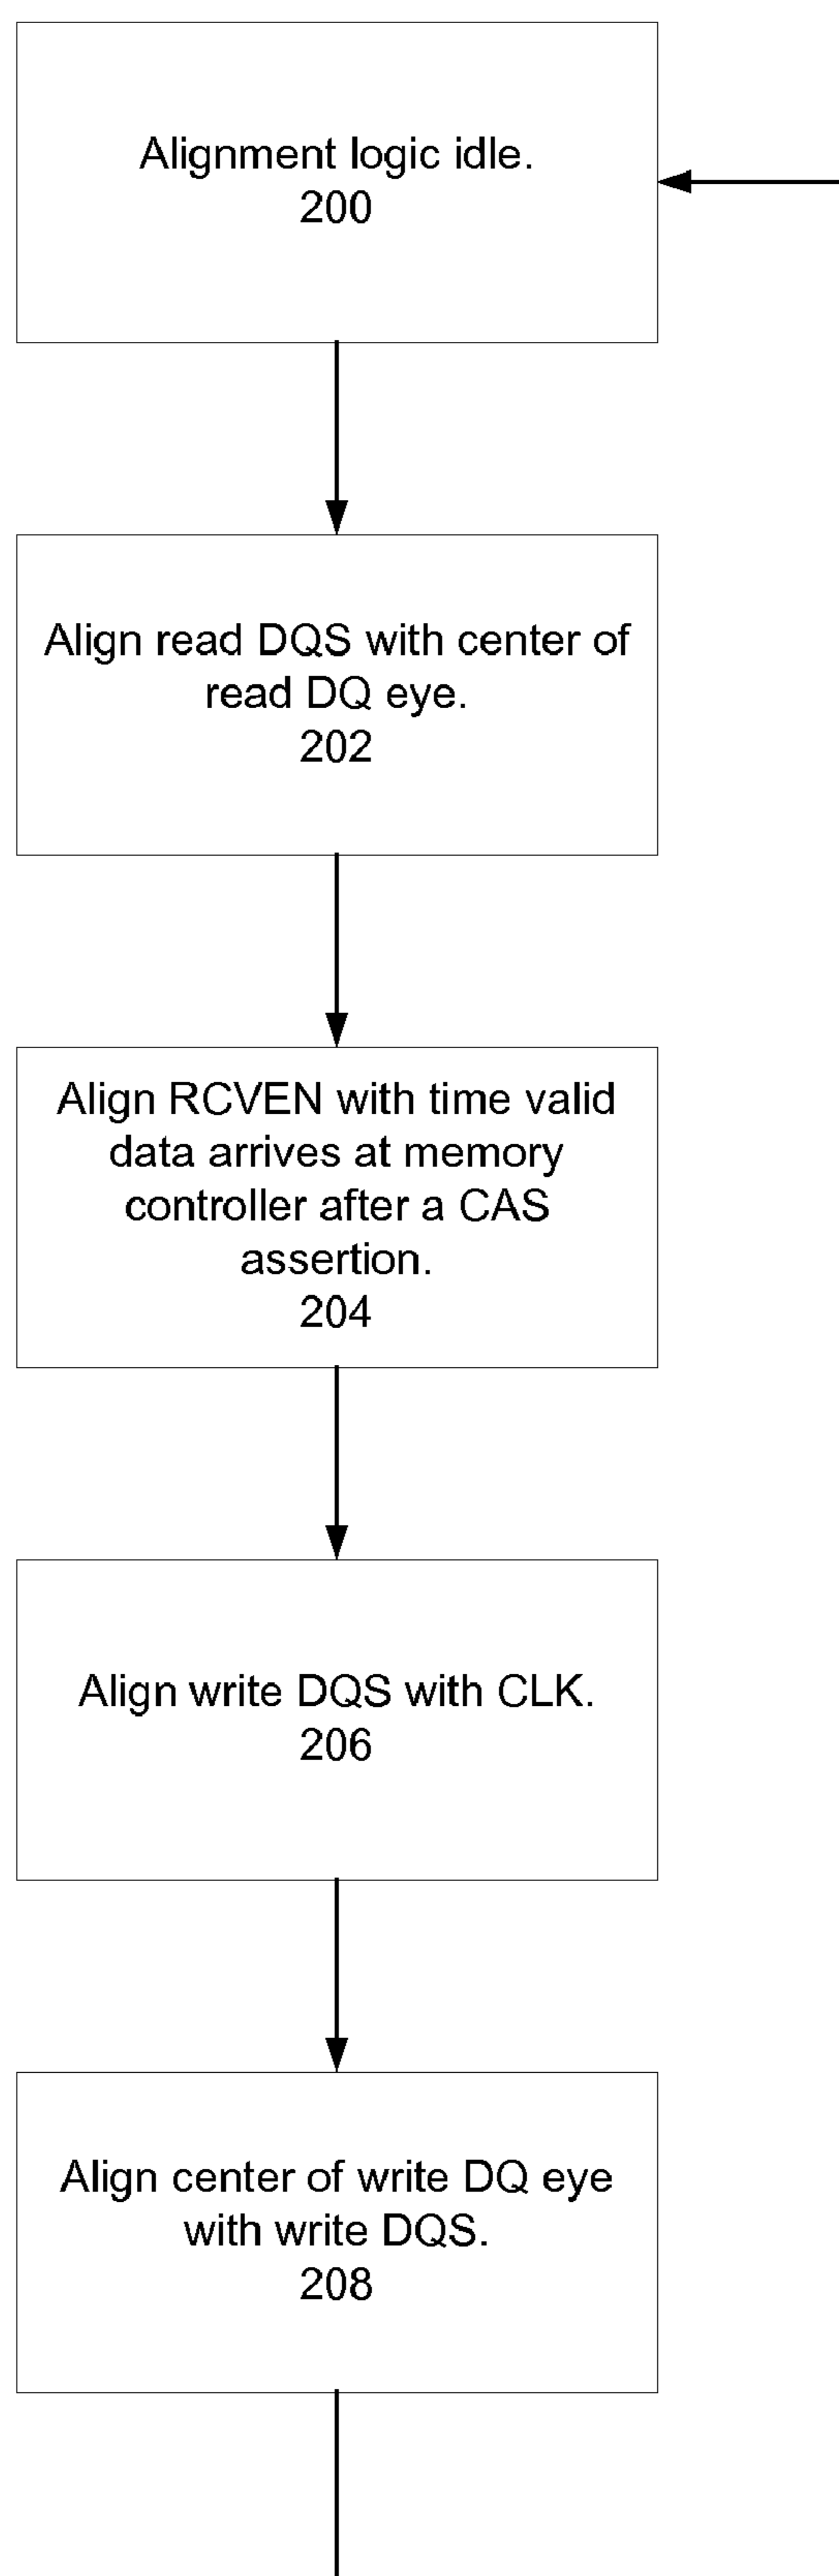 Alignment logic idle.
200
Align read DQS with center of
read DQ eye.
202
Align RCVEN with time valid
data arrives at memory
controller after a CAS
assertion.
204
Align write DQS with CLK.
206
Align center of write DQ eye
with write DQS.
208